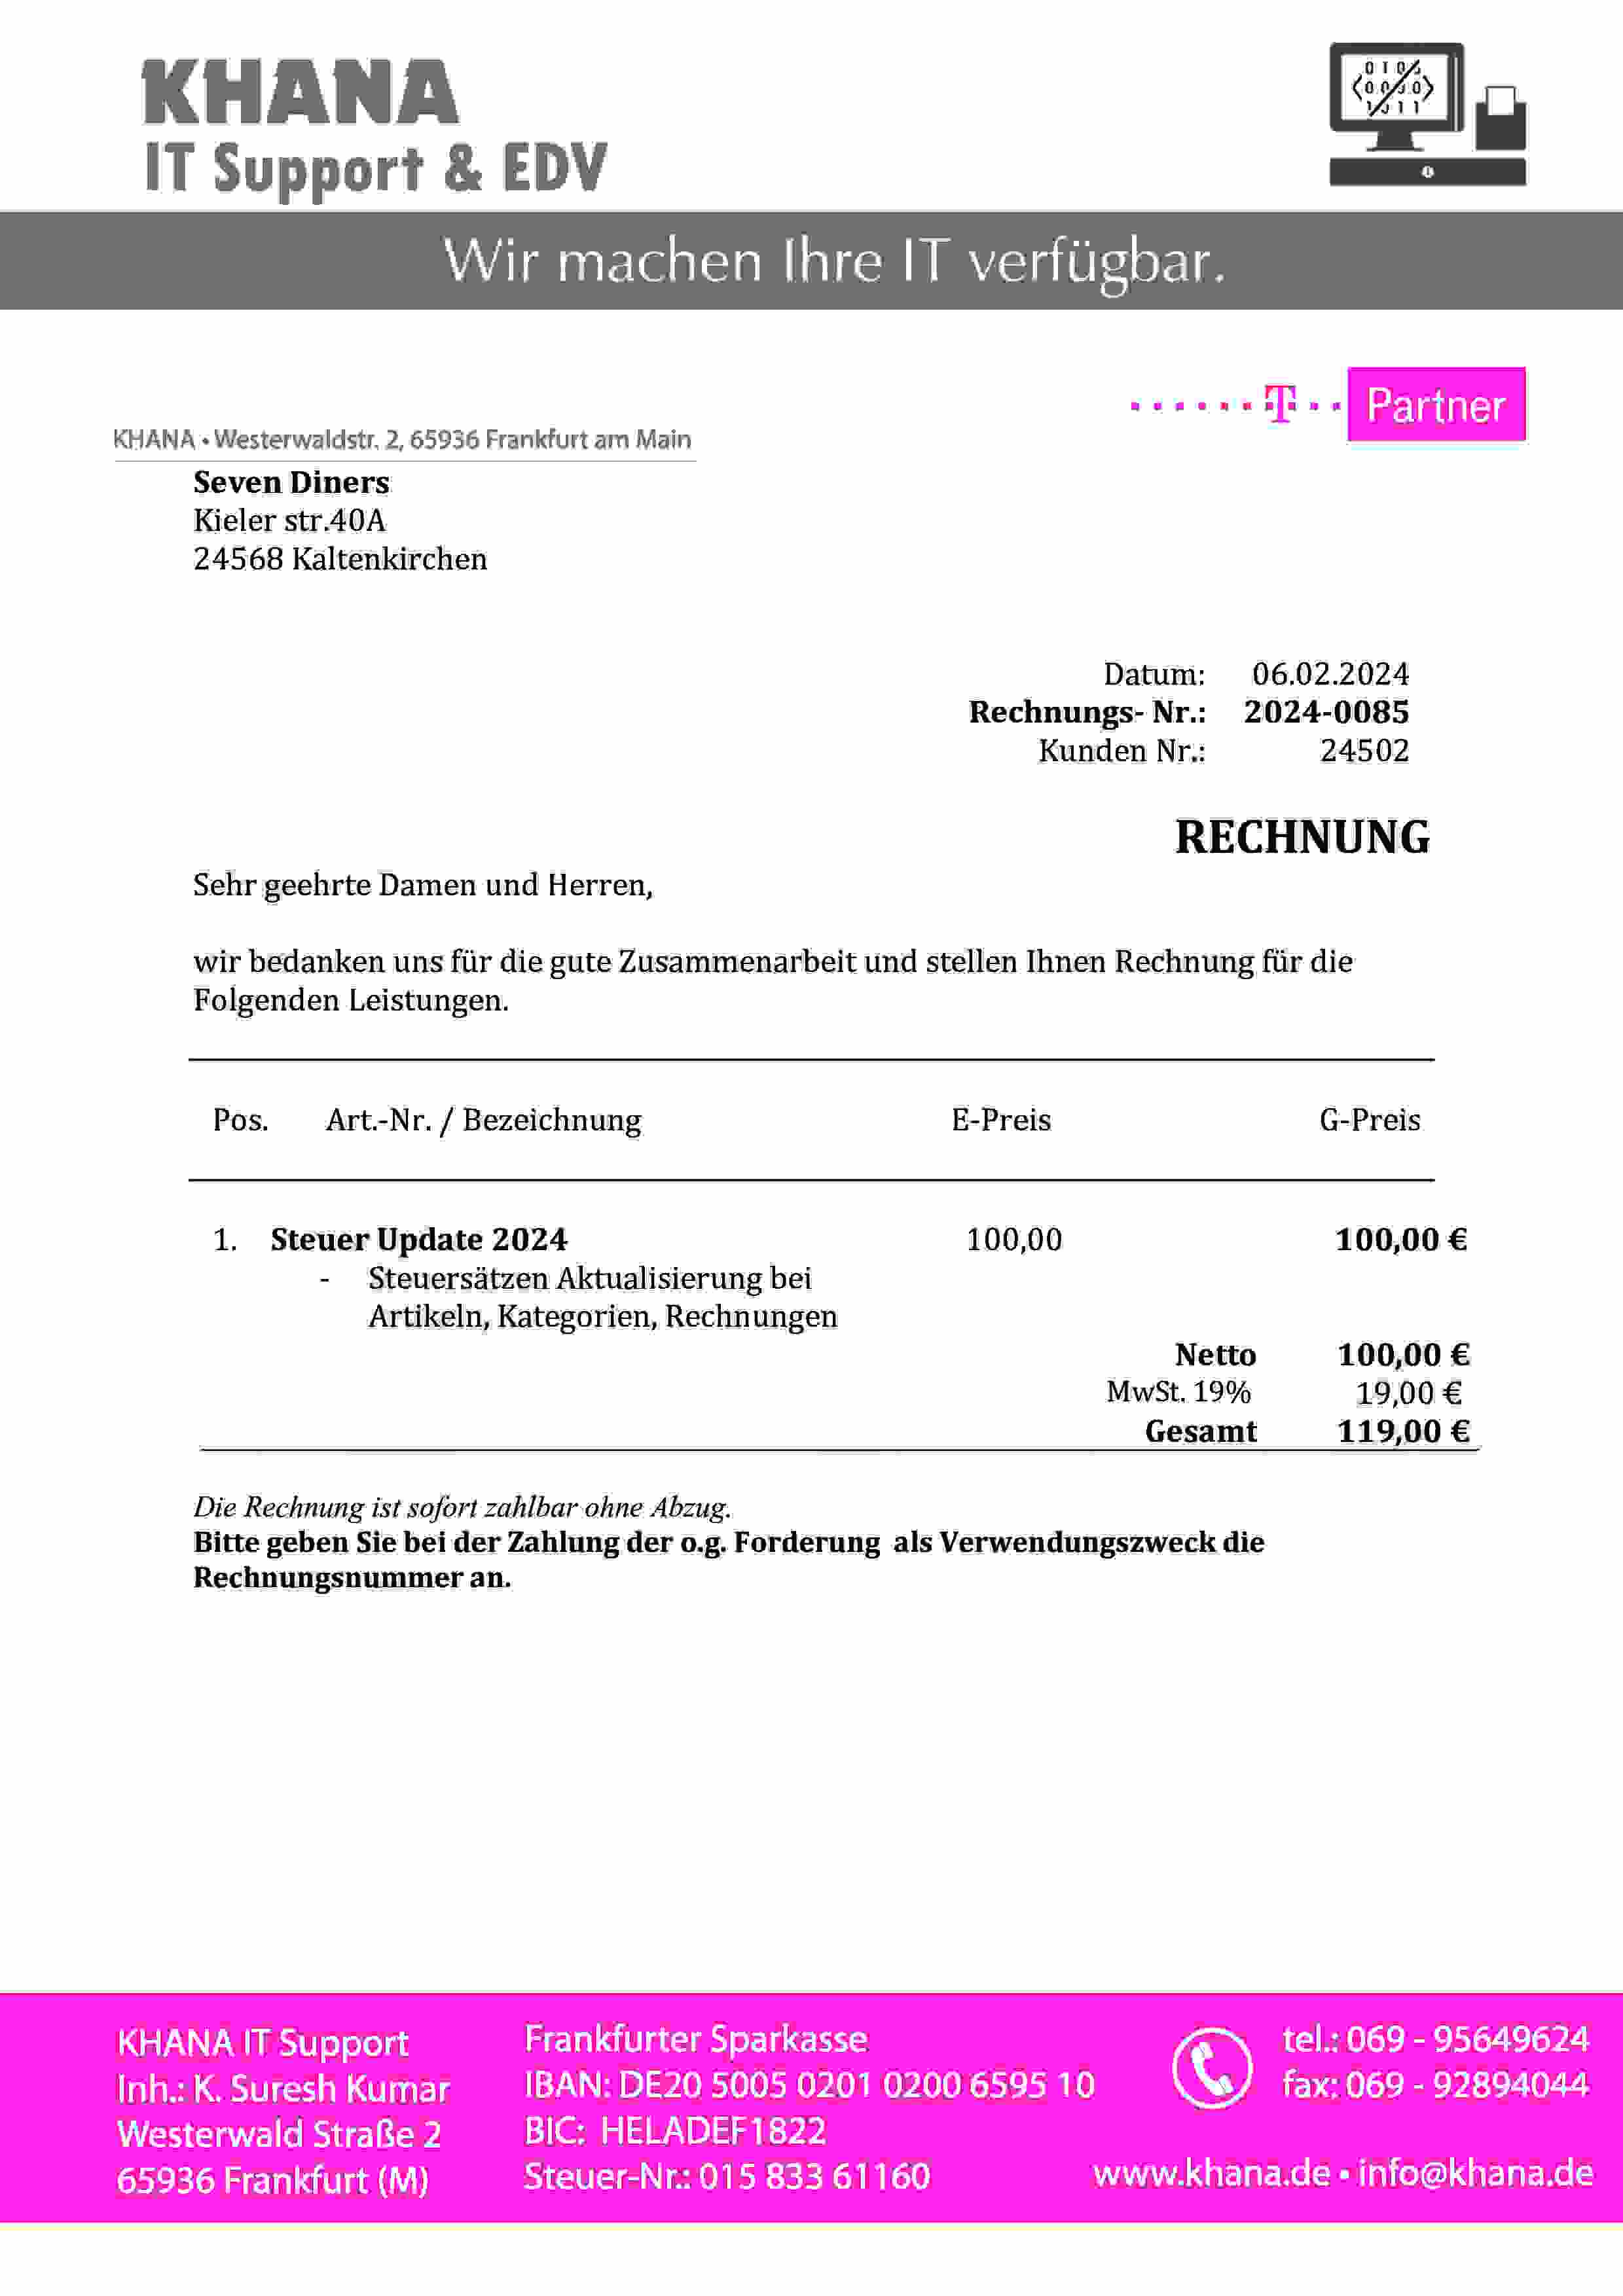 KHANA
IT Support & EDV
Wir machen Ihre IT verfügbar.
T Partner
KHANA • Westerwaldstr. 2, 65936 Frankfurt am Main
Seven Diners
Kieler str.40A
24568 Kaltenkirchen
Datum: 06.02.2024
Rechnungs- Nr.: 2024-0085
Kunden Nr.: 24502
RECHNUNG
Sehr geehrte Damen und Herren,
wir bedanken uns für die gute Zusammenarbeit und stellen Ihnen Rechnung für die
Folgenden Leistungen.
Pos. Art.-Nr. / Bezeichnung E-Preis G-Preis
1. Steuer Update 2024 100,00 100,00 €
- Steuersätzen Aktualisierung bei
Artikeln, Kategorien, Rechnungen
Netto 100,00 €
MwSt. 19% 19,00 €
Gesamt 119,00 €
Die Rechnung ist sofort zahlbar ohne Abzug.
Bitte geben Sie bei der Zahlung der o.g. Forderung als Verwendungszweck die
Rechnungsnummer an.
KHANA IT Support
Inh.: K. Suresh Kumar
Westerwald Straße 2
65936 Frankfurt (M)
Frankfurter Sparkasse
IBAN: DE20 5005 0201 0200 6595 10
BIC: HELADEF1822
Steuer-Nr.: 015 833 61160
tel.: 069 - 95649624
fax: 069 - 92894044
www.khana.de • info@khana.de